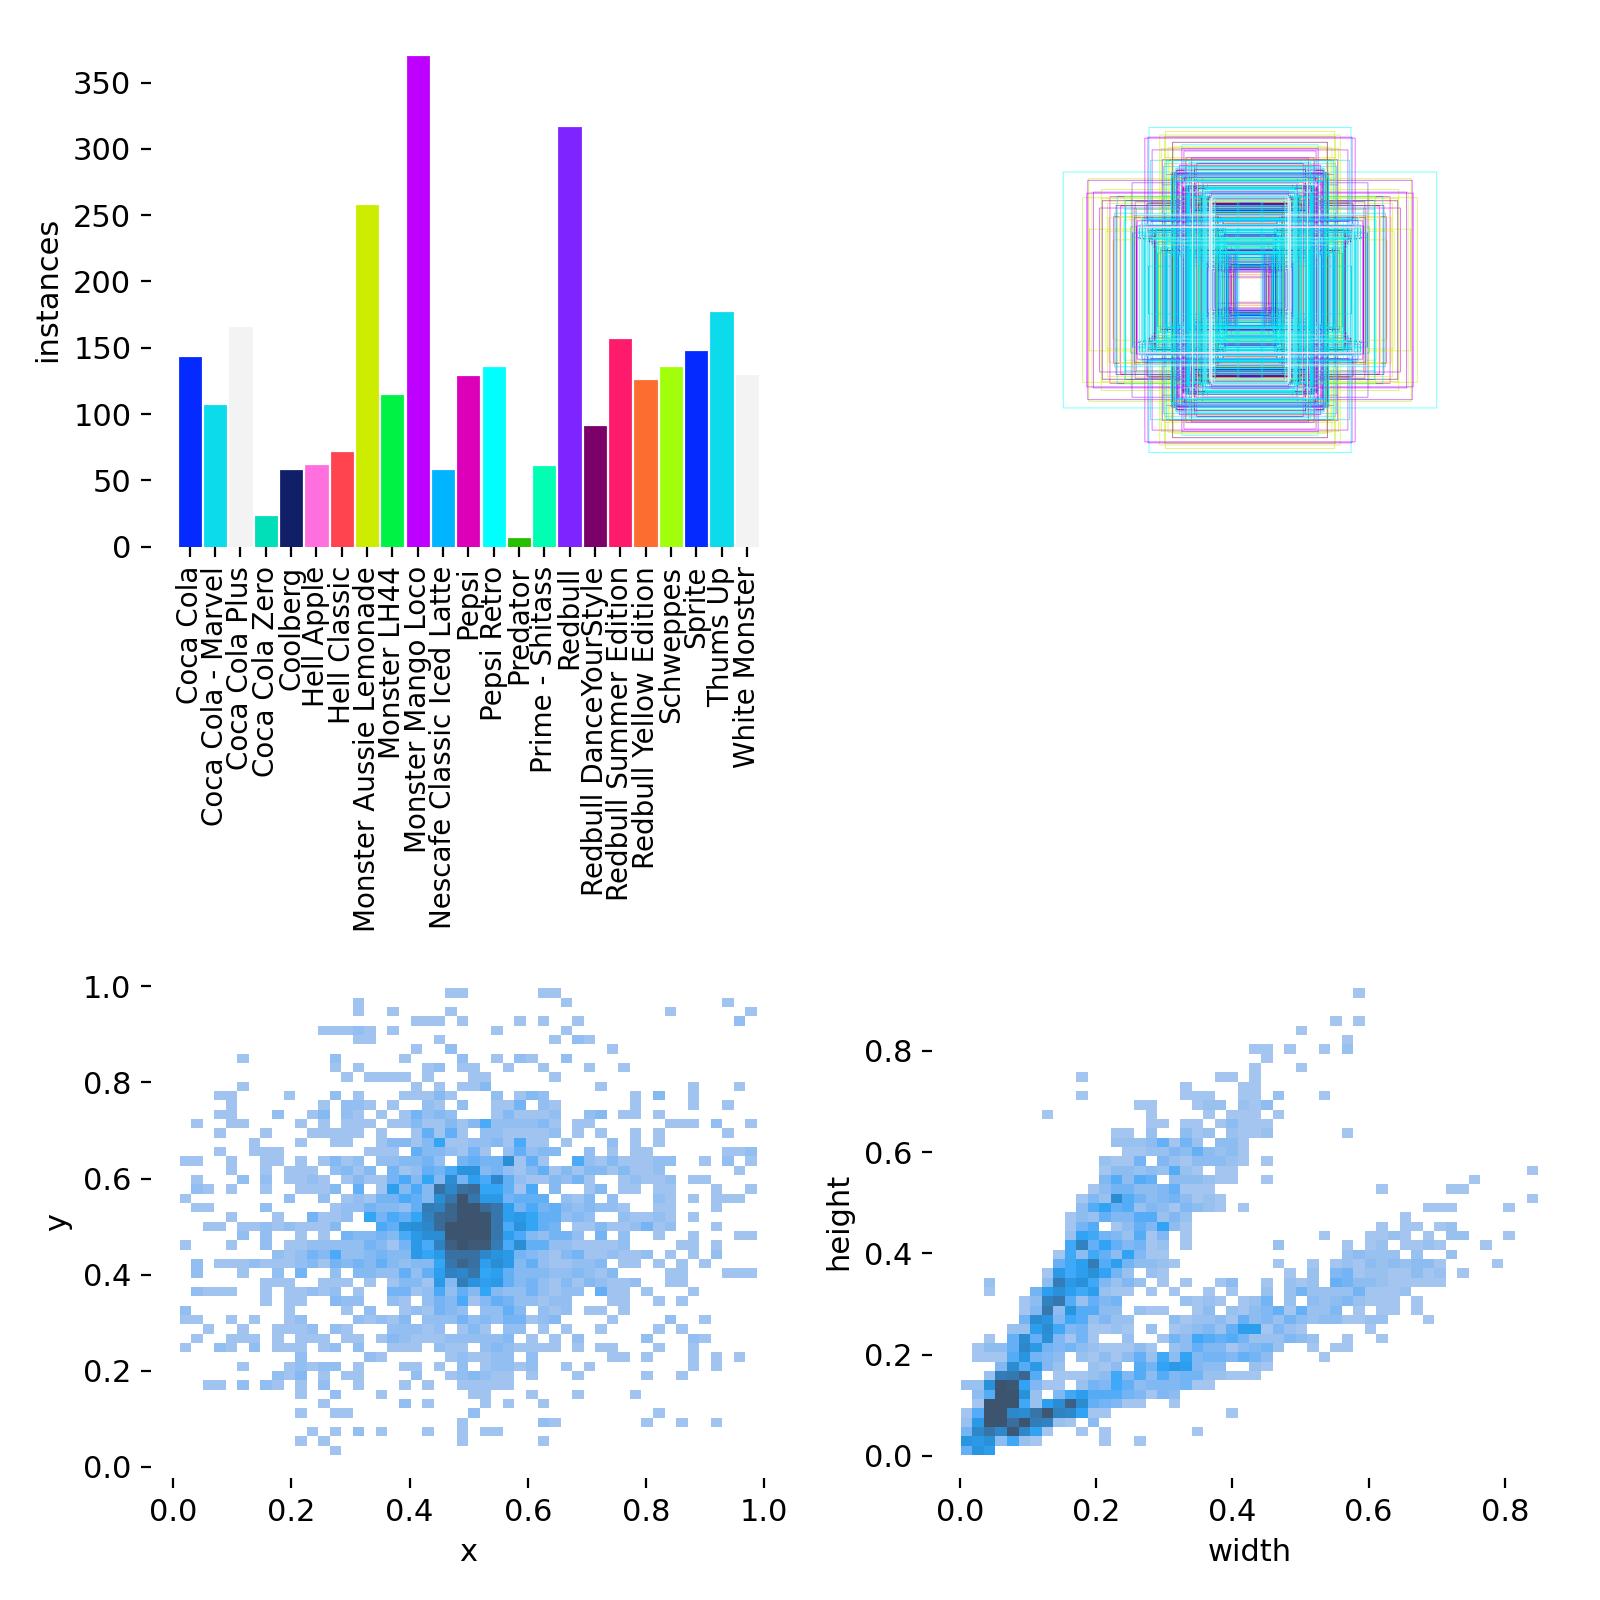 350
300
250
200
150
100
50
0
instances
Coca Cola
Coca Cola - Marvel
Coca Cola Plus
Coca Cola Zero
Coolberg
Hell Apple
Hell Classic
Monster Aussie Lemonade
Monster LH44
Monster Mango Loco
Nescafe Classic Iced Latte
Pepsi
Pepsi Retro
Predator
Prime - Shitass
Redbull
Redbull DanceYourStyle
Redbull Summer Edition
Redbull Yellow Edition
Schweppes
Sprite
Thums Up
White Monster
1.0
0.8
0.6
0.4
0.2
0.0
y
0.0 0.2 0.4 0.6 0.8 1.0
x
0.8
0.6
0.4
0.2
0.0
height
0.0 0.2 0.4 0.6 0.8
width